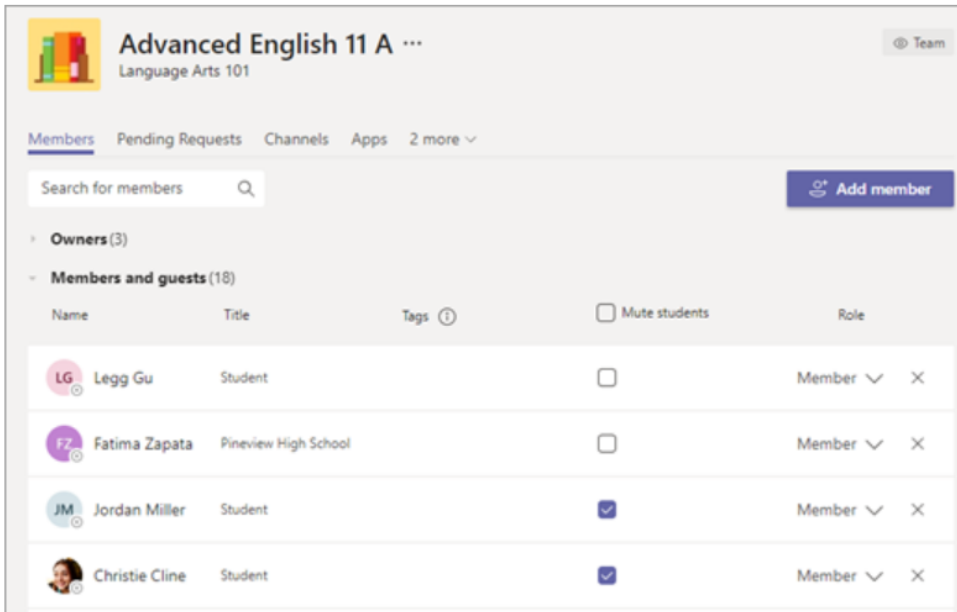 Advanced English 11 A ...
Language Arts 101
Team
Members Pending Requests Channels Apps 2 more
Search for members
Add member
Owners (3)
Members and guests (18)
Name Title Tags Mute students Role
LG Legg Gu Student Member
FZ Fatima Zapata Pineview High School Member
JM Jordan Miller Student Member
Christie Cline Student Member